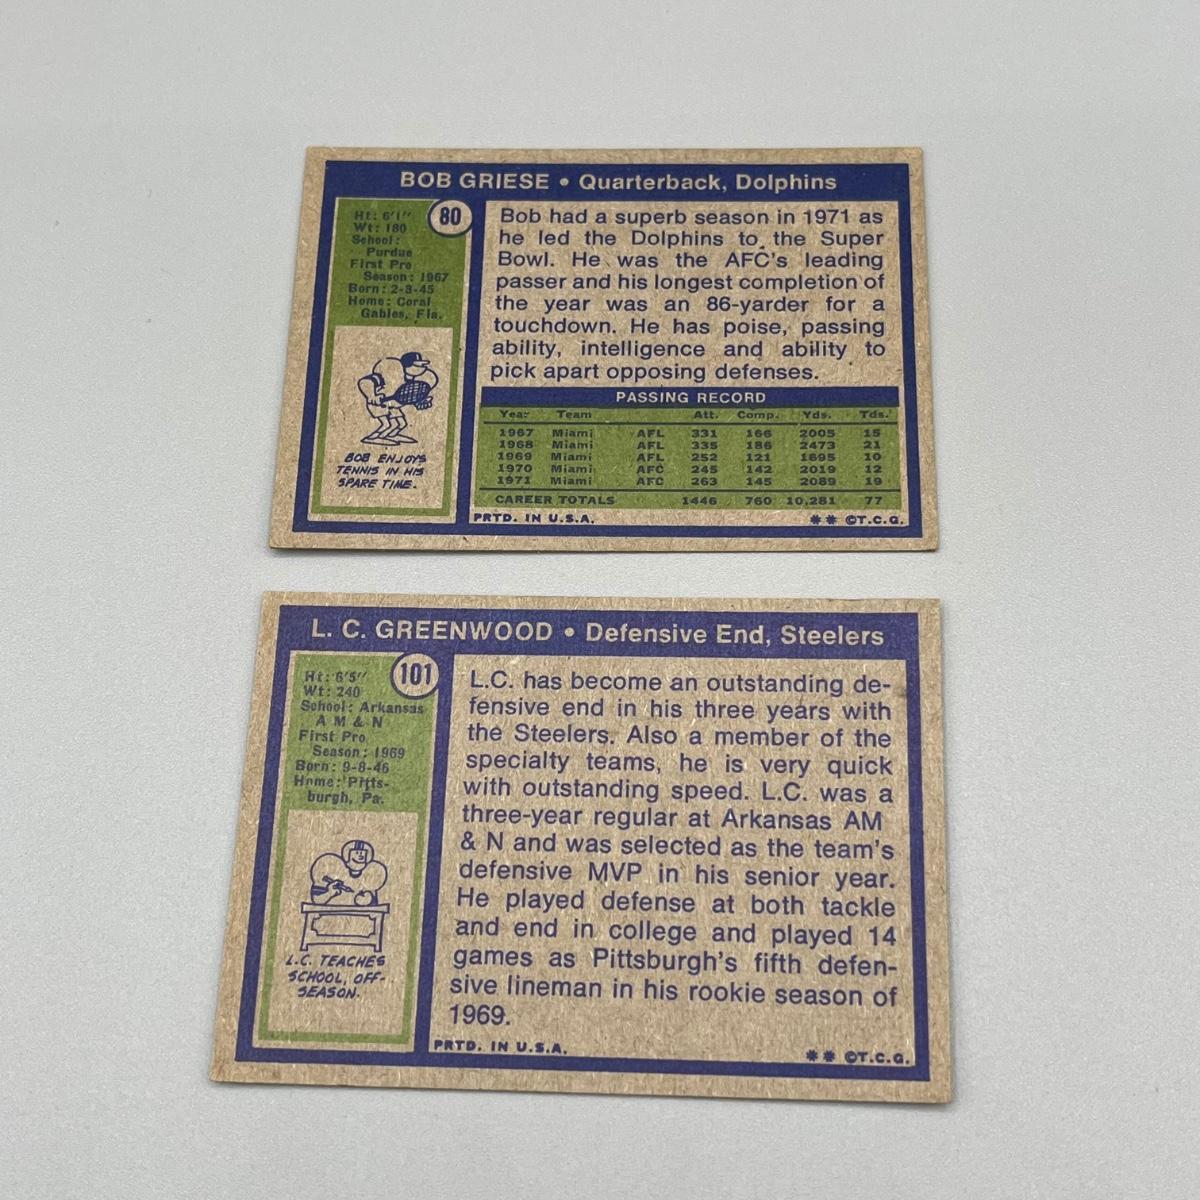 BOB GRIESE • Quarterback, Dolphins
80
Ht: 6'1"
Wt: 180
School:
Purdue
First Pro
Season: 1967
Born: 2-3-45
Home: Coral
Gables, Fla.
BOB ENJOYS
TENNIS IN HIS
SPARE TIME.
Bob had a superb season in 1971 as
he led the Dolphins to the Super
Bowl. He was the AFC's leading
passer and his longest completion of
the year was an 86-yarder for a
touchdown. He has poise, passing
ability, intelligence and ability to
pick apart opposing defenses.
PASSING RECORD
Year Team Att. Comp. Yds. Tds.
1967 Miami AFL 331 166 2005 15
1968 Miami AFL 335 186 2473 21
1969 Miami AFL 252 121 1695 10
1970 Miami AFC 245 142 2019 12
1971 Miami AFC 263 145 2089 19
CAREER TOTALS 1446 760 10,281 77
PRTD. IN U.S.A. ** ©T.C.G.
L. C. GREENWOOD • Defensive End, Steelers
101
Ht: 6'5"
Wt: 240
School: Arkansas
A M & N
First Pro
Season: 1969
Born: 9-8-46
Home: Pitts-
burgh, Pa.
L.C. TEACHES
SCHOOL, OFF-
SEASON.
L.C. has become an outstanding de-
fensive end in his three years with
the Steelers. Also a member of the
specialty teams, he is very quick
with outstanding speed. L.C. was a
three-year regular at Arkansas AM
& N and was selected as the team's
defensive MVP in his senior year.
He played defense at both tackle
and end in college and played 14
games as Pittsburgh's fifth defen-
sive lineman in his rookie season of
1969.
PRTD. IN U.S.A. ** ©T.C.G.